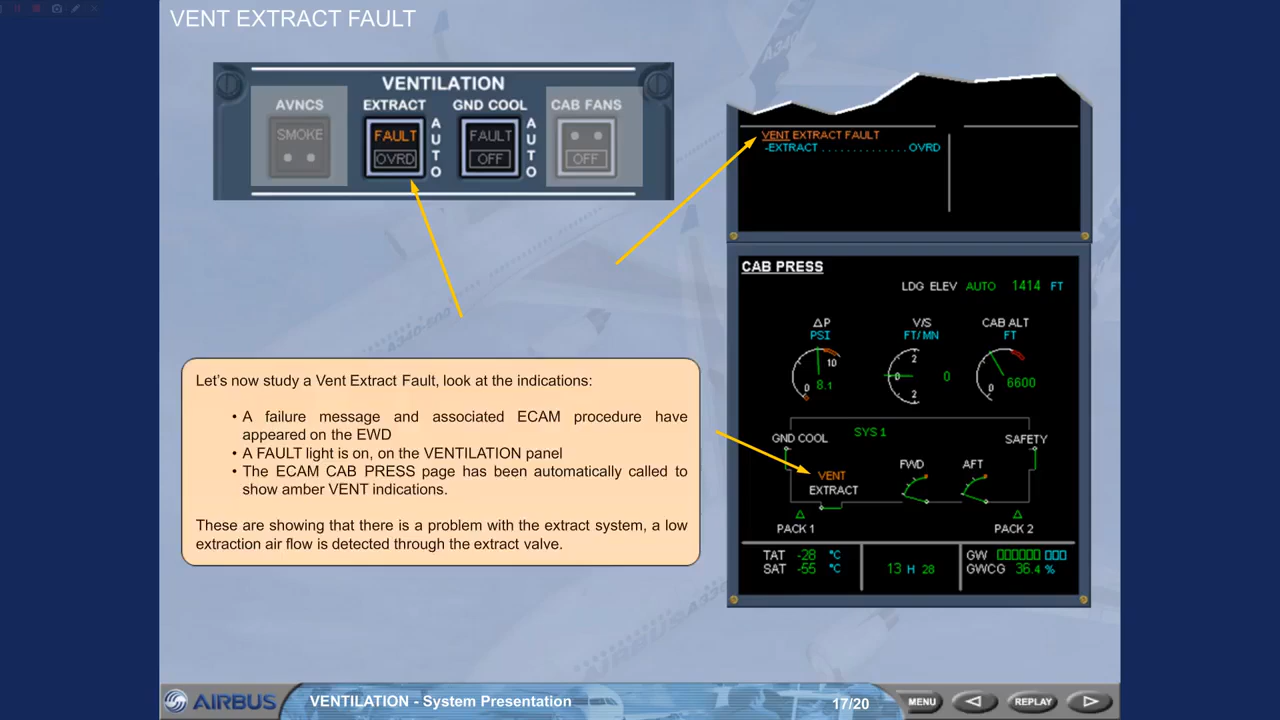 VENT EXTRACT FAULT
VENTILATION
AVNCS
EXTRACT
GND COOL
CAB FANS
SMOKE
FAULT
OVRD
AUTO
FAULT
OFF
AUTO
OFF
VENT EXTRACT FAULT
-EXTRACT . . . . . . . . . . . . . OVRD
CAB PRESS
LDG ELEV AUTO 1414 FT
ΔP
PSI
V/S
FT/MN
CAB ALT
FT
10
0
8.1
2
0
2
0
0
6600
GND COOL
SYS 1
SAFETY
VENT
EXTRACT
FWD
AFT
PACK 1
PACK 2
TAT -28 °C
SAT -55 °C
13 H 28
GW
GWCG 36.4 %
Let's now study a Vent Extract Fault, look at the indications:
• A failure message and associated ECAM procedure have
appeared on the EWD
• A FAULT light is on, on the VENTILATION panel
• The ECAM CAB PRESS page has been automatically called to
show amber VENT indications.
These are showing that there is a problem with the extract system, a low
extraction air flow is detected through the extract valve.
AIRBUS
VENTILATION - System Presentation
17/20
MENU
REPLAY